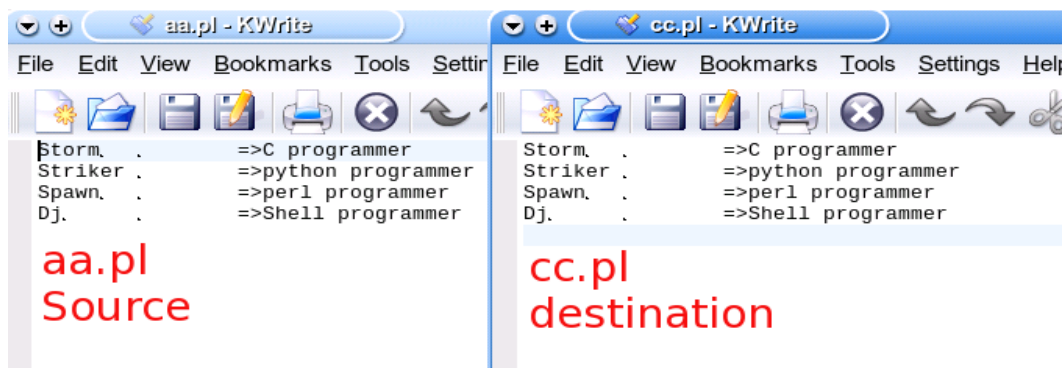 aa.pl - KWrite
File Edit View Bookmarks Tools Settin
Storm. . =>C programmer
Striker . =>python programmer
Spawn. . =>perl programmer
Dj. . =>Shell programmer
aa.pl
Source
cc.pl - KWrite
File Edit View Bookmarks Tools Settings Help
Storm. . =>C programmer
Striker . =>python programmer
Spawn. . =>perl programmer
Dj. . =>Shell programmer
cc.pl
destination